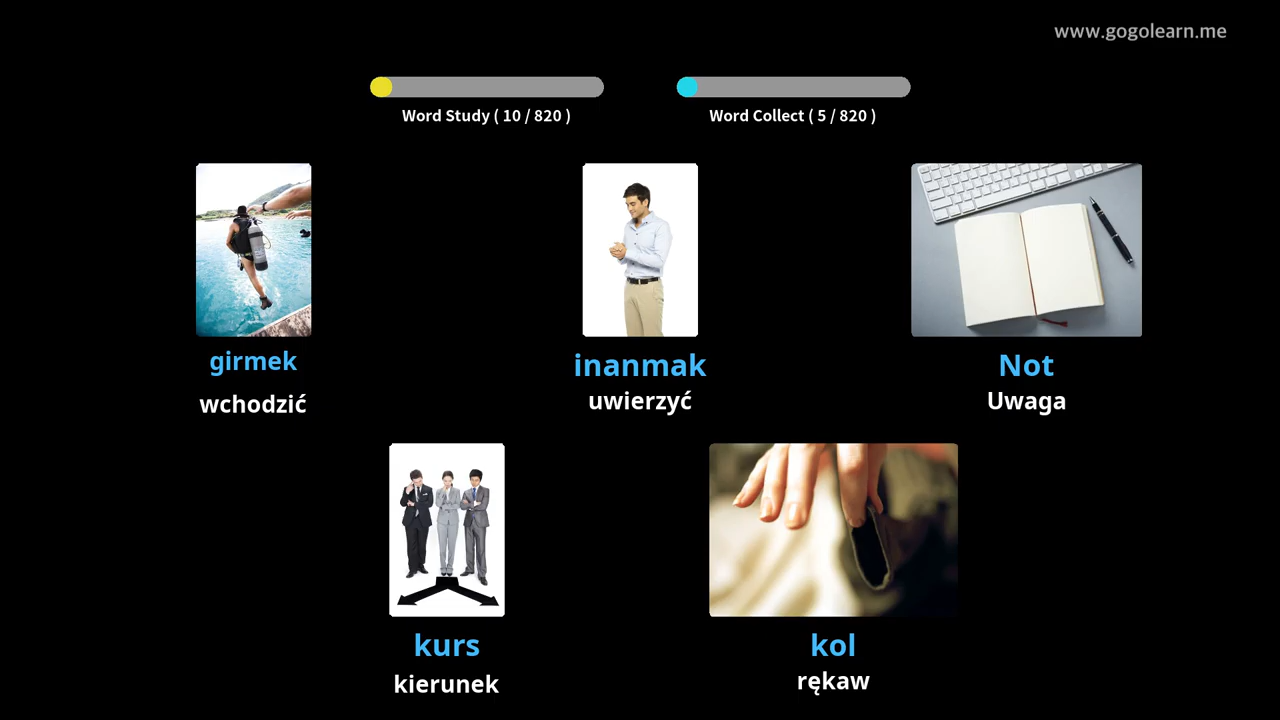 www.gogolearn.me
Word Study ( 10 / 820 )
Word Collect ( 5 / 820 )
girmek
wchodzić
inanmak
uwierzyć
Not
Uwaga
kurs
kierunek
kol
rękaw